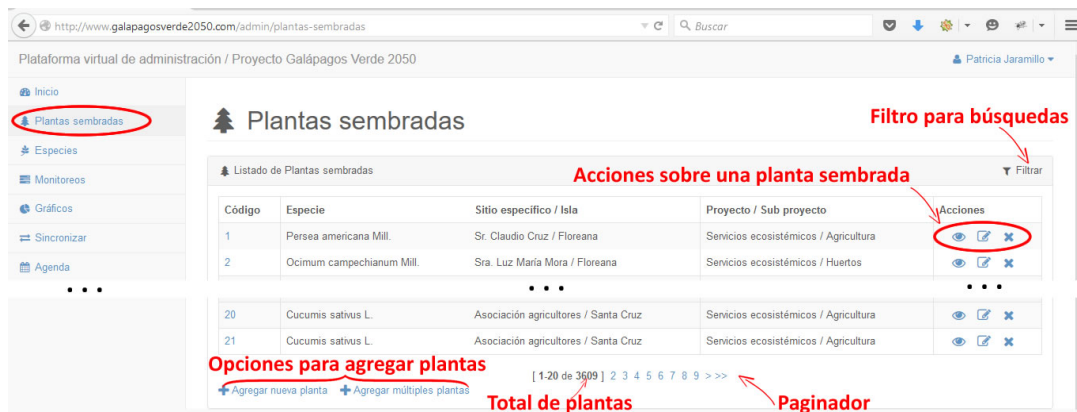 http://www.galapagosverde2050.com/admin/plantas-sembradas
Buscar
Plataforma virtual de administración / Proyecto Galápagos Verde 2050
Patricia Jaramillo
Inicio
Plantas sembradas
Especies
Monitoreos
Gráficos
Sincronizar
Agenda
. . .
Plantas sembradas
Filtro para búsquedas
Listado de Plantas sembradas
Filtrar
Acciones sobre una planta sembrada
Código Especie Sitio específico / Isla Proyecto / Sub proyecto Acciones
1 Persea americana Mill. Sr. Claudio Cruz / Floreana Servicios ecosistémicos / Agricultura
2 Ocimum campechianum Mill. Sra. Luz María Mora / Floreana Servicios ecosistémicos / Huertos
. . . . . .
20 Cucumis sativus L. Asociación agricultores / Santa Cruz Servicios ecosistémicos / Agricultura
21 Cucumis sativus L. Asociación agricultores / Santa Cruz Servicios ecosistémicos / Agricultura
Opciones para agregar plantas
[ 1-20 de 3609 ] 2 3 4 5 6 7 8 9 > >>
Agregar nueva planta Agregar múltiples plantas
Total de plantas Paginador